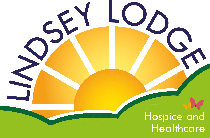 LINDSEY LODGE
Hospice and
Healthcare